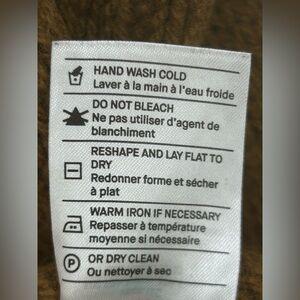 HAND WASH COLD
Laver à la main à l'eau froide
DO NOT BLEACH
Ne pas utiliser d'agent de
blanchiment
RESHAPE AND LAY FLAT TO
DRY
Redonner forme et sécher
à plat
WARM IRON IF NECESSARY
Repasser à température
moyenne si nécessaire
P
OR DRY CLEAN
Ou nettoyer à sec